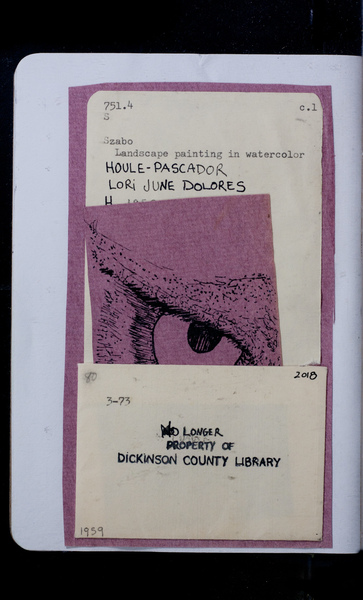 751.4 c.1
S
Szabo
Landscape painting in watercolor
HOULE-PASCADOR
LORI JUNE DOLORES
H
80 2018
3-73
NO LONGER
PROPERTY OF
DICKINSON COUNTY LIBRARY
1959